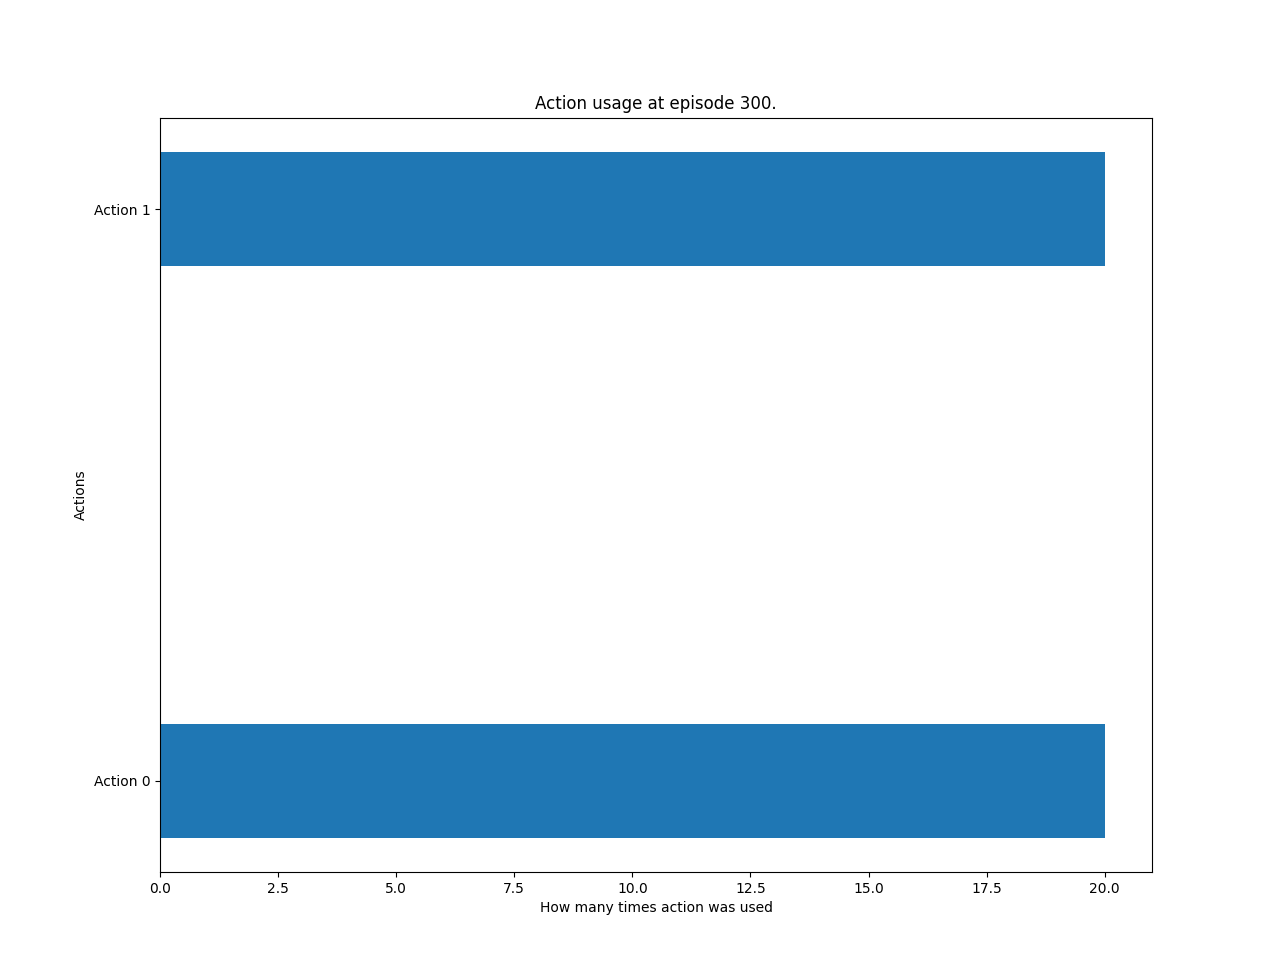 Action usage at episode 300.
Action 1
Actions
Action 0
0.0 2.5 5.0 7.5 10.0 12.5 15.0 17.5 20.0
How many times action was used